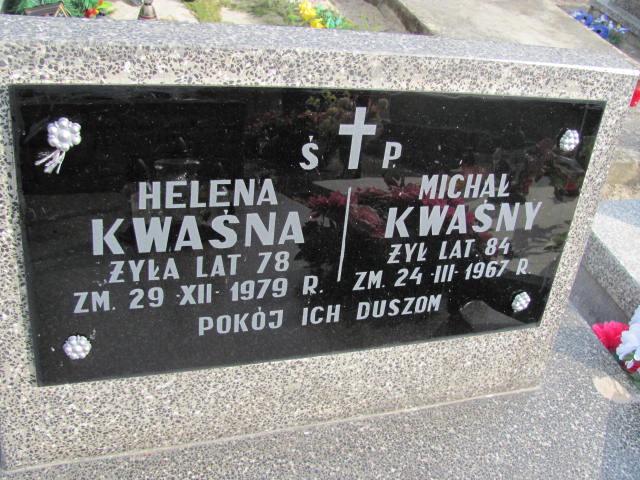 Ś P
HELENA
KWAŚNA
ŻYŁA LAT 78
ZM. 29 XII 1979 R.
MICHAŁ
KWAŚNY
ŻYŁ LAT 84
ZM. 24 III 1967 R.
POKÓJ ICH DUSZOM